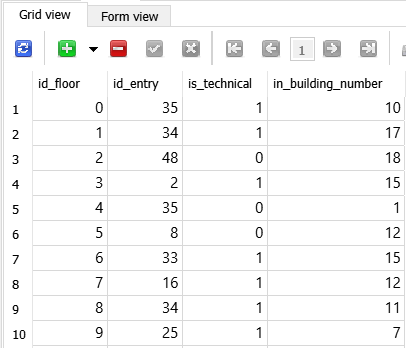 Grid view Form view
1
id_floor id_entry is_technical in_building_number
1 0 35 1 10
2 1 34 1 17
3 2 48 0 18
4 3 2 1 15
5 4 35 0 1
6 5 8 0 12
7 6 33 1 15
8 7 16 1 12
9 8 34 1 11
10 9 25 1 7